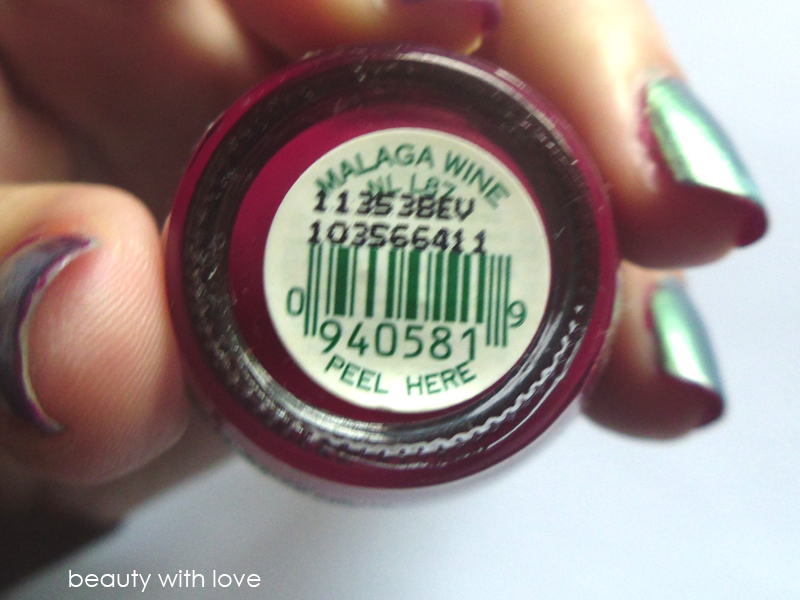 MALAGA WINE
NL L87
11353BEV
103566411
0 940581 9
PEEL HERE
beauty with love